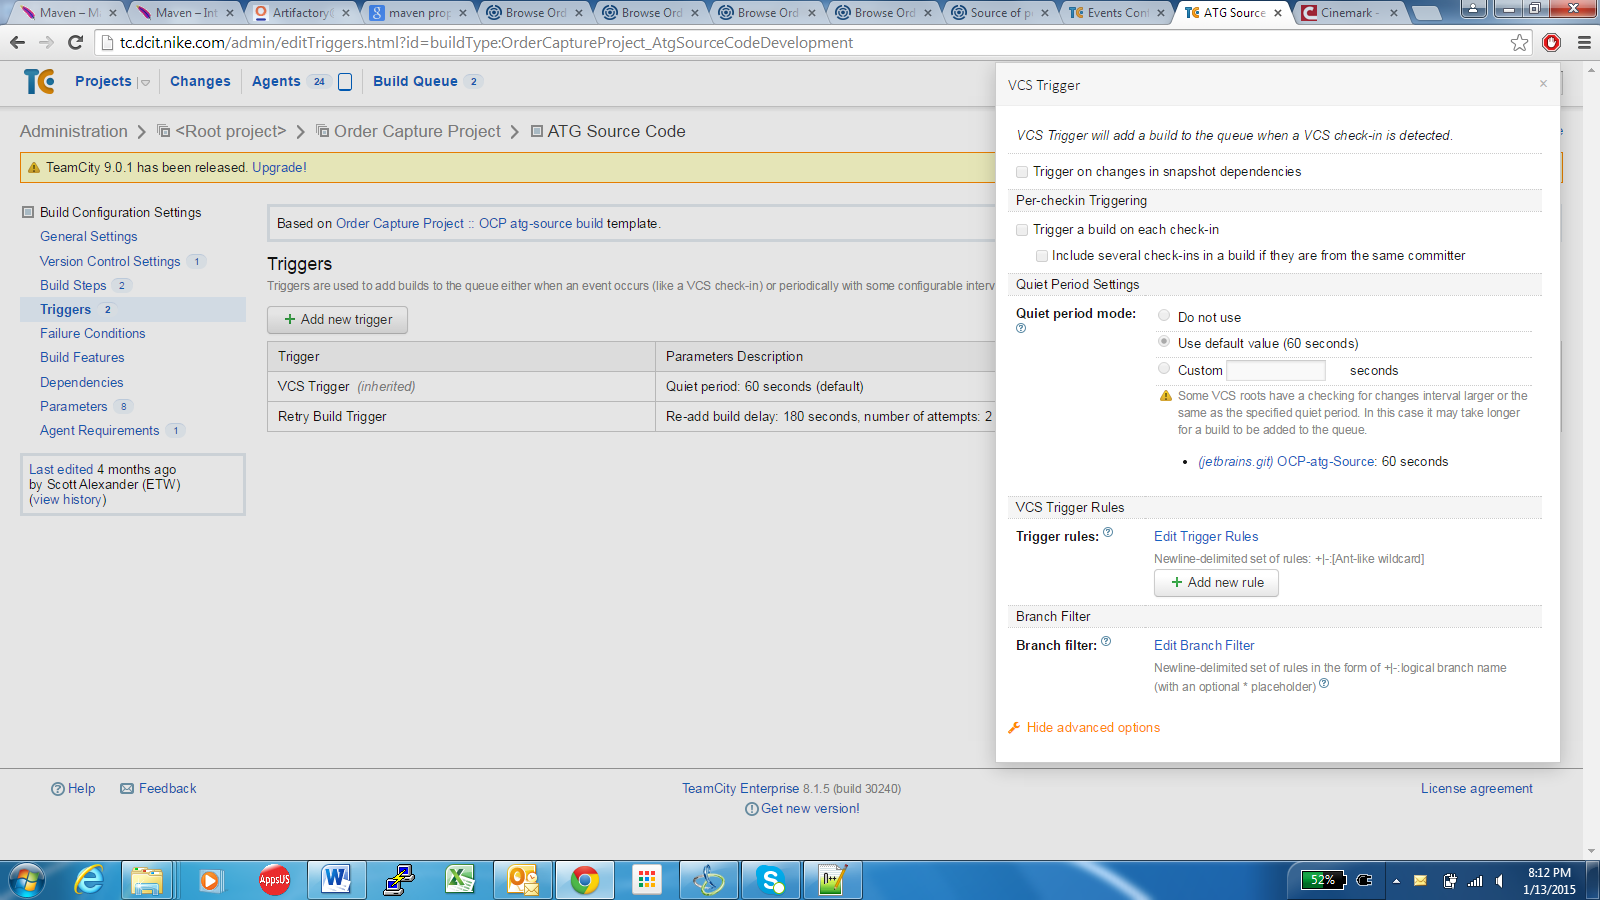 Maven – M
Maven – Int
Artifactory
maven prop
Browse Ord
Browse Ord
Browse Ord
Browse Ord
Source of p
Events Conf
ATG Source
Cinemark -
tc.dcit.nike.com/admin/editTriggers.html?id=buildType:OrderCaptureProject_AtgSourceCodeDevelopment
TC Projects Changes Agents 24 Build Queue 2
Administration <Root project> Order Capture Project ATG Source Code
TeamCity 9.0.1 has been released. Upgrade!
Build Configuration Settings
General Settings
Version Control Settings 1
Build Steps 2
Triggers 2
Failure Conditions
Build Features
Dependencies
Parameters 8
Agent Requirements 1
Last edited 4 months ago
by Scott Alexander (ETW)
(view history)
Based on Order Capture Project :: OCP atg-source build template.
Triggers
Triggers are used to add builds to the queue either when an event occurs (like a VCS check-in) or periodically with some configurable interv
+ Add new trigger
Trigger Parameters Description
VCS Trigger (inherited) Quiet period: 60 seconds (default)
Retry Build Trigger Re-add build delay: 180 seconds, number of attempts: 2
VCS Trigger ×
VCS Trigger will add a build to the queue when a VCS check-in is detected.
Trigger on changes in snapshot dependencies
Per-checkin Triggering
Trigger a build on each check-in
Include several check-ins in a build if they are from the same committer
Quiet Period Settings
Quiet period mode:
Do not use
Use default value (60 seconds)
Custom seconds
Some VCS roots have a checking for changes interval larger or the
same as the specified quiet period. In this case it may take longer
for a build to be added to the queue.
• (jetbrains.git) OCP-atg-Source: 60 seconds
VCS Trigger Rules
Trigger rules: Edit Trigger Rules
Newline-delimited set of rules: +|-:[Ant-like wildcard]
+ Add new rule
Branch Filter
Branch filter: Edit Branch Filter
Newline-delimited set of rules in the form of +|-:logical branch name
(with an optional * placeholder)
Hide advanced options
Help Feedback
TeamCity Enterprise 8.1.5 (build 30240)
Get new version!
License agreement
AppsUS
52%
8:12 PM
1/13/2015